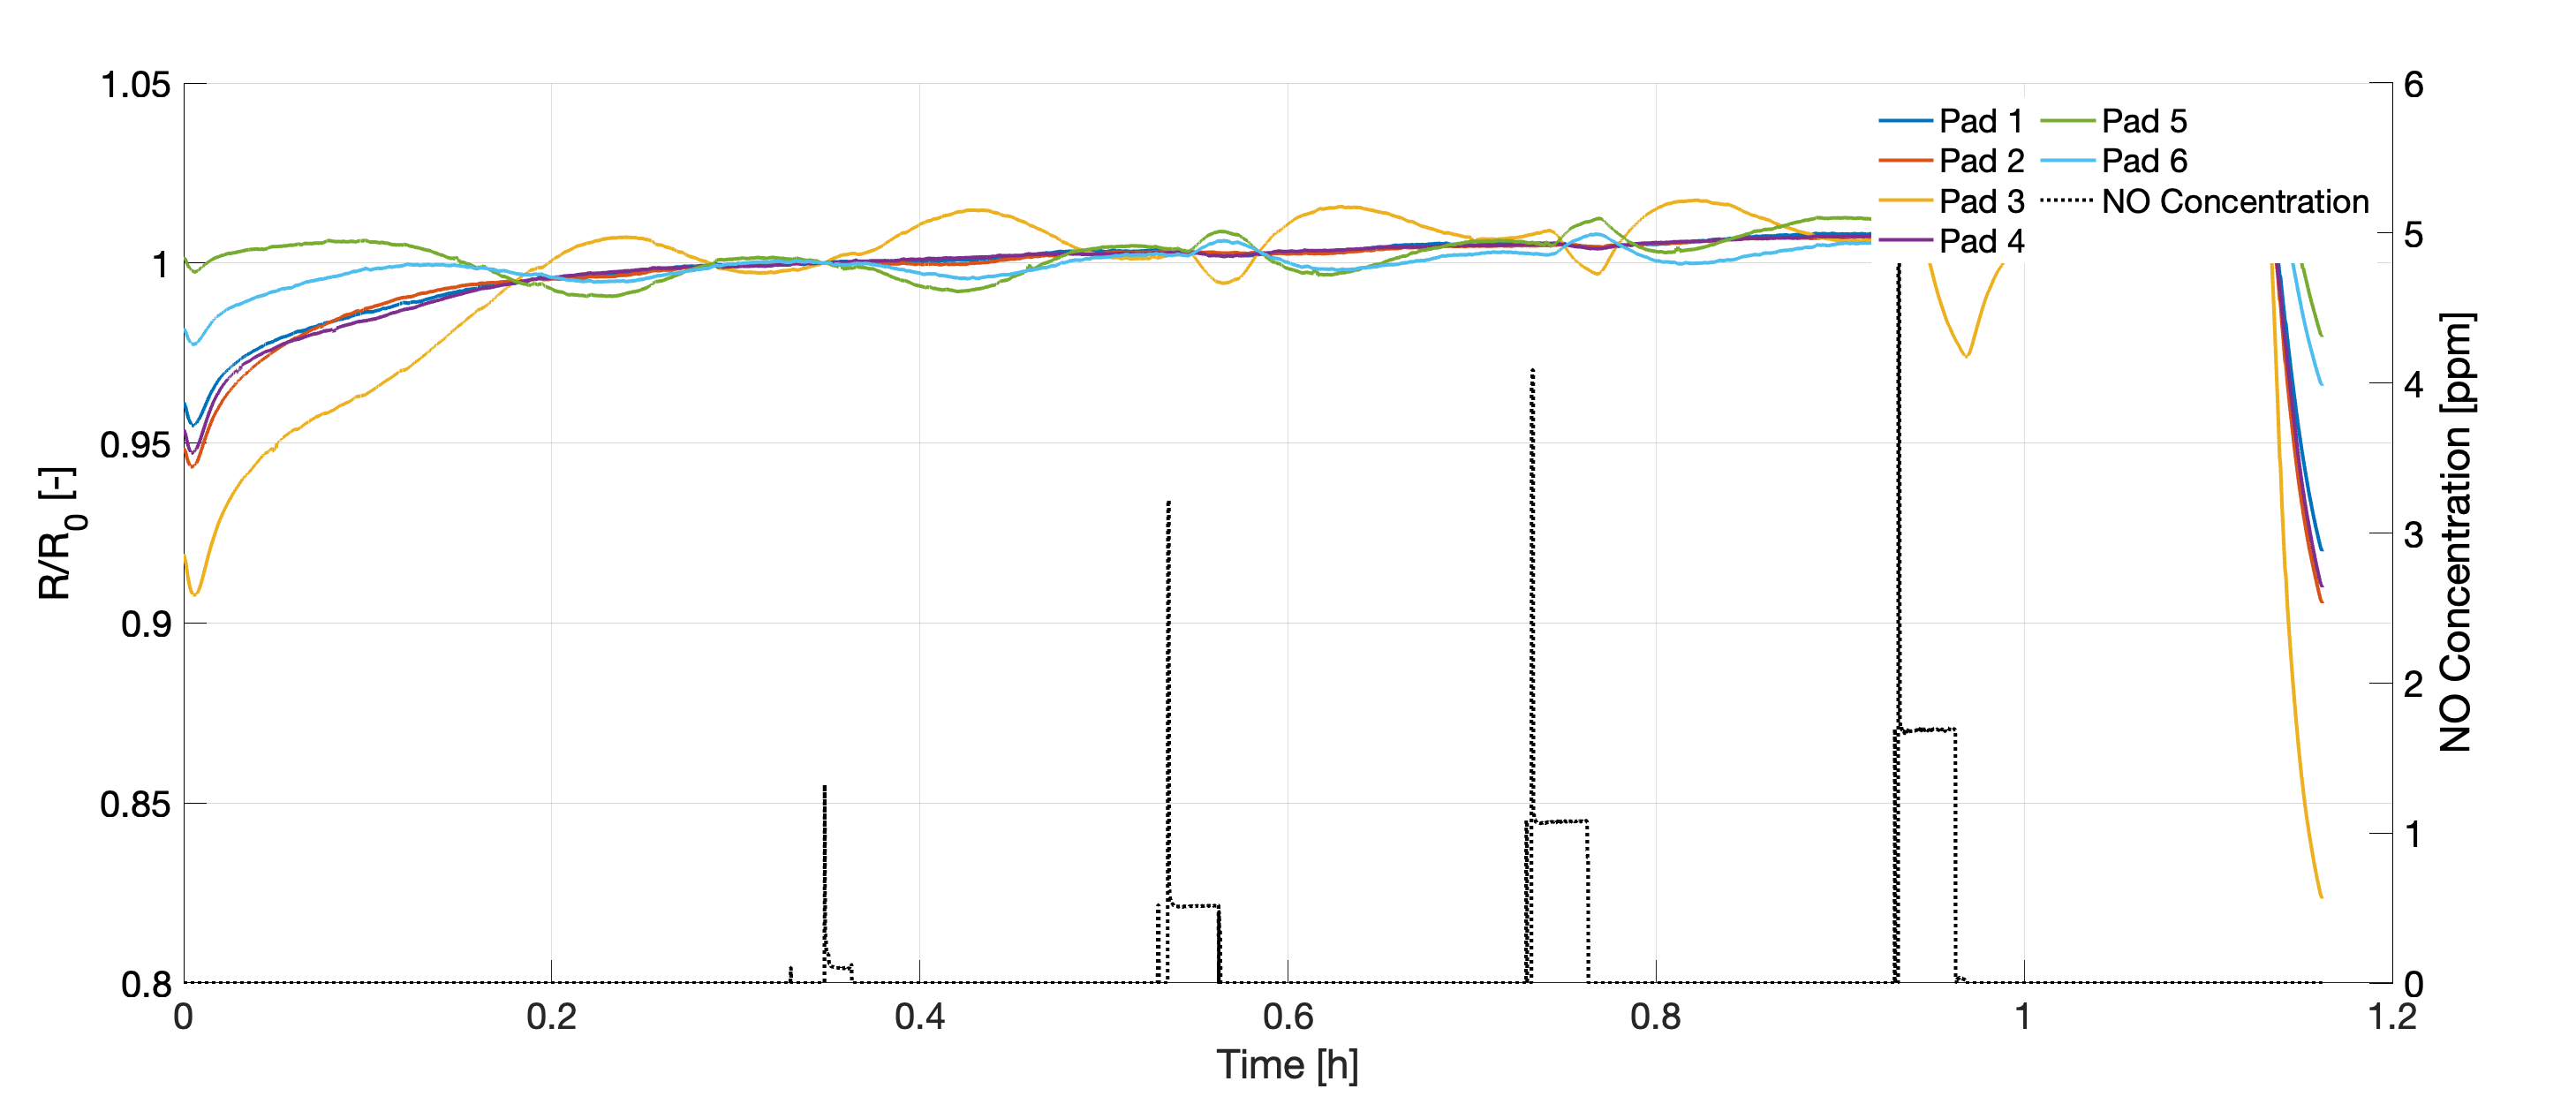 1.05
1
0.95
0.9
0.85
0.8
R/R0 [-]
0 0.2 0.4 0.6 0.8 1 1.2
Time [h]
6
5
4
3
2
1
0
NO Concentration [ppm]
Pad 1 Pad 5
Pad 2 Pad 6
Pad 3 NO Concentration
Pad 4